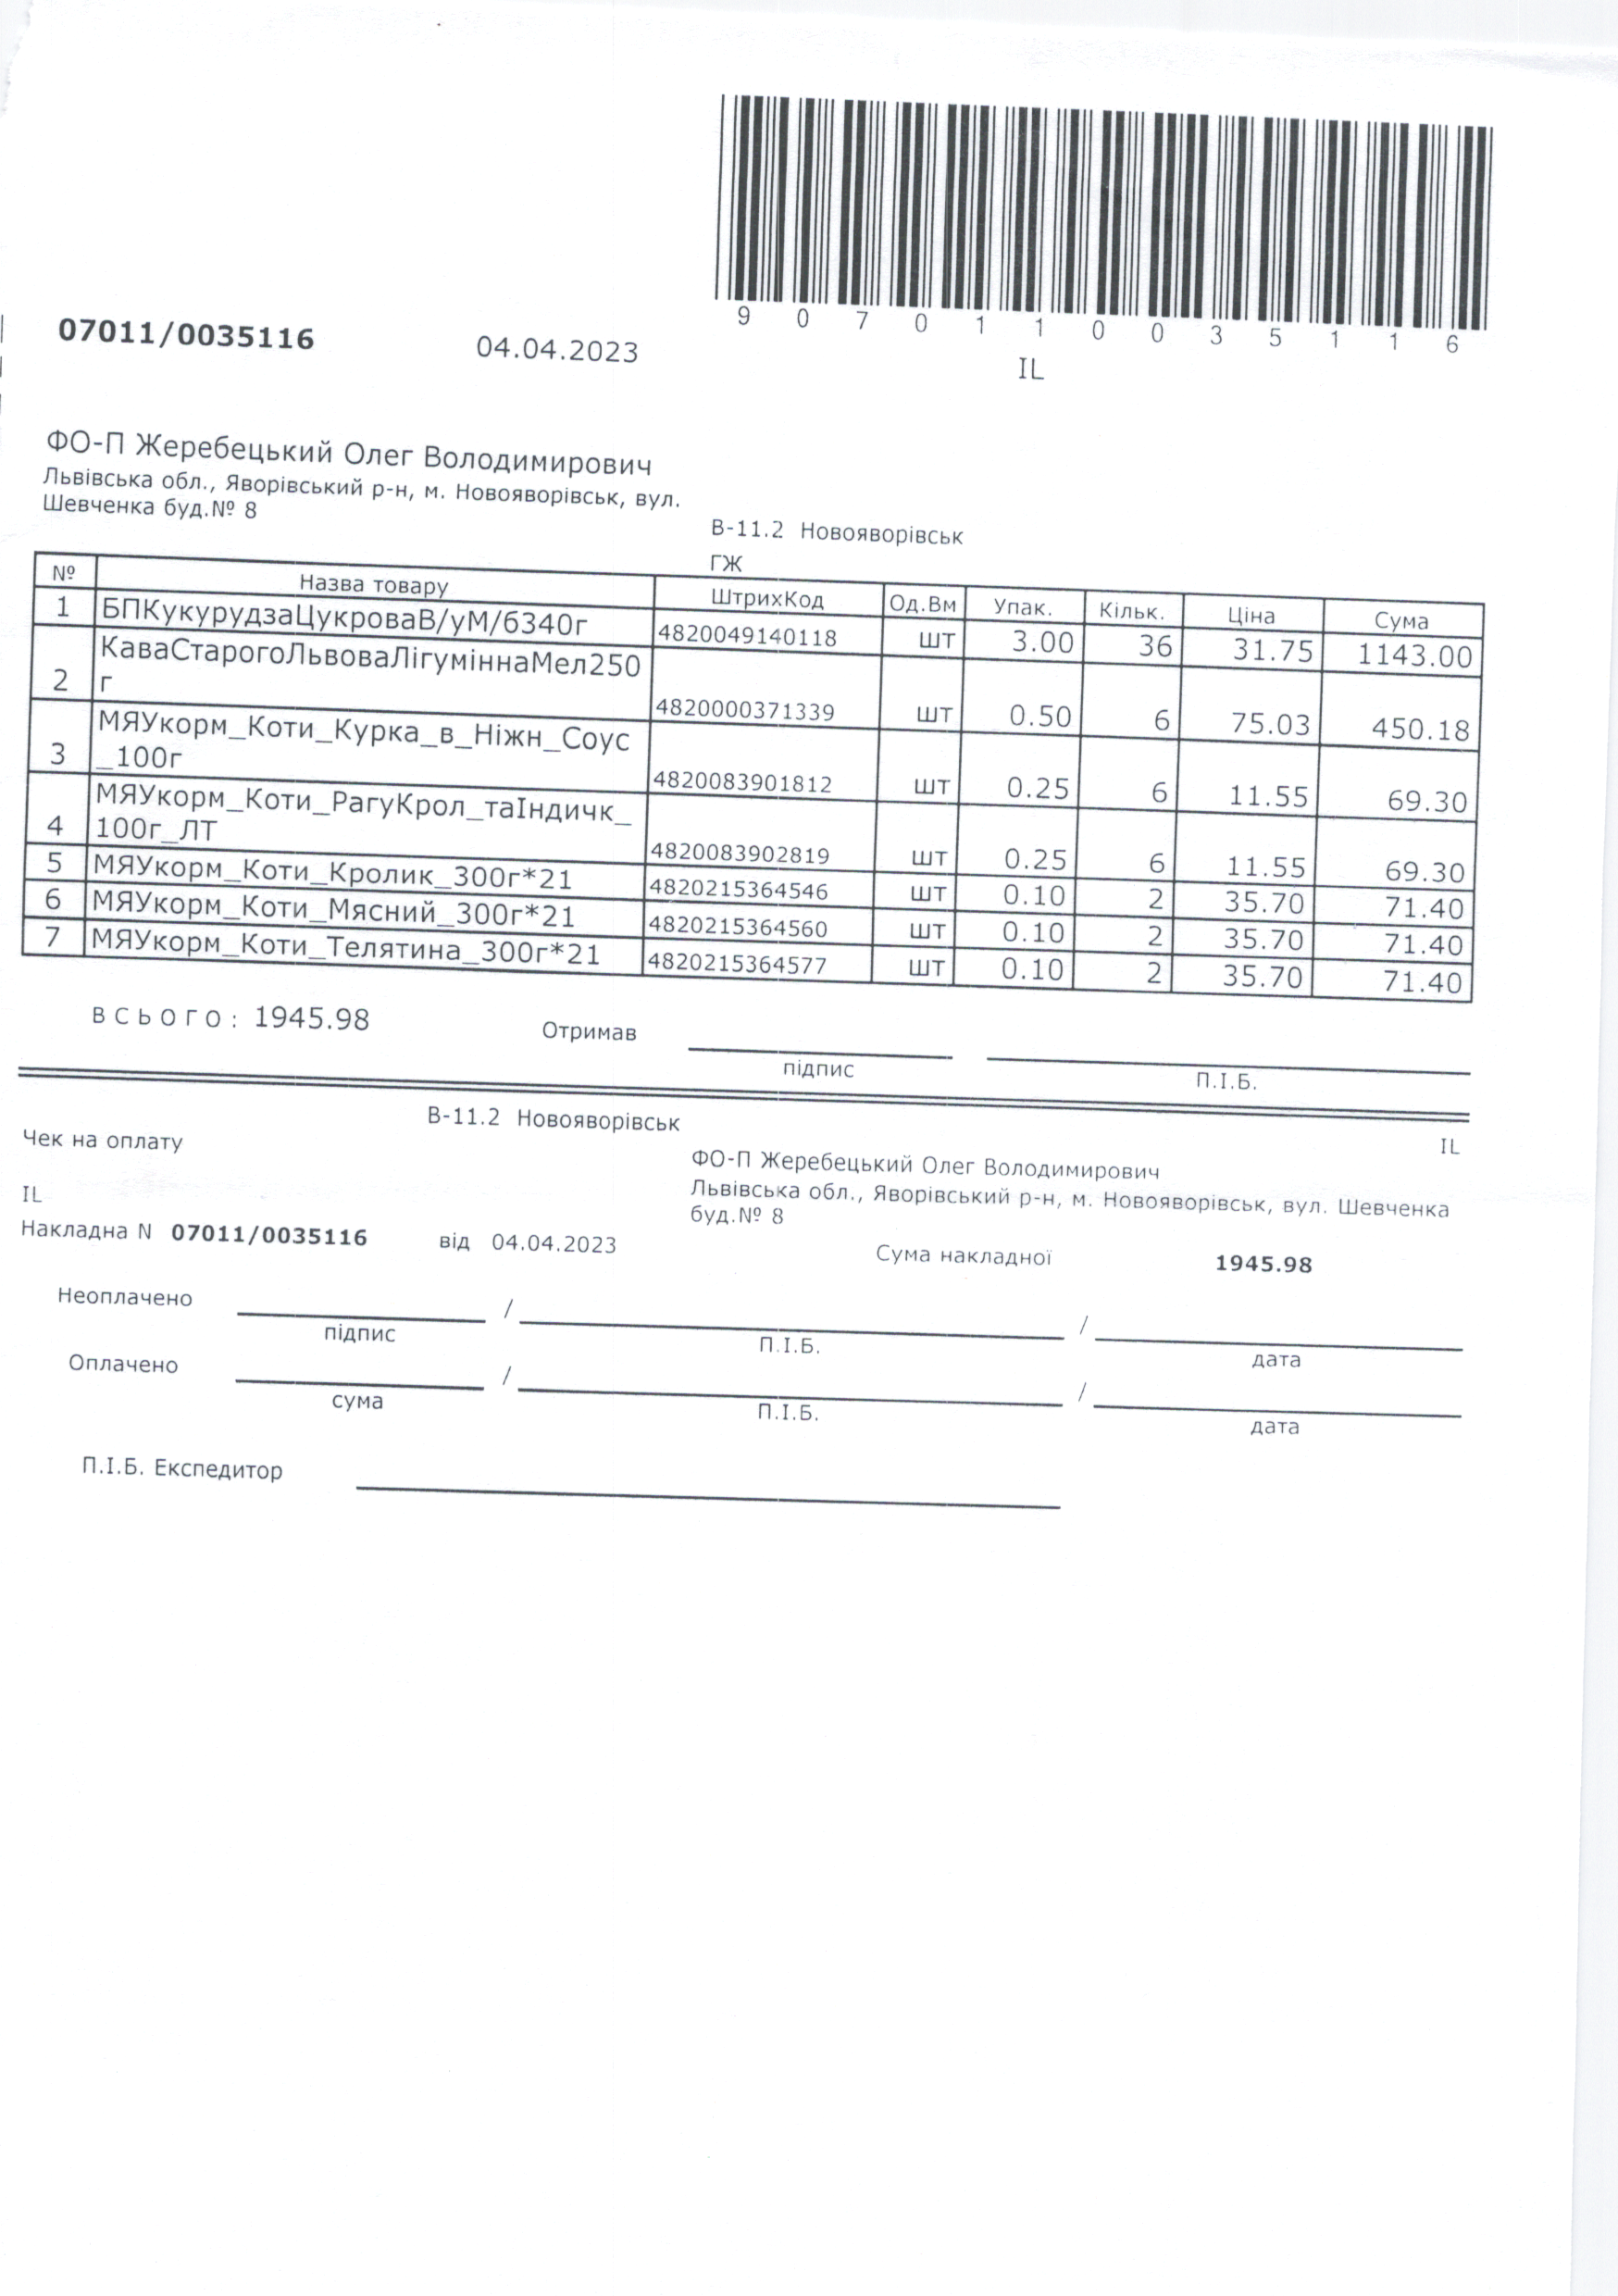 9 0 7 0 1 1 0 0 3 5 1 1 6
07011/0035116 04.04.2023
IL
ФО-П Жеребецький Олег Володимирович
Львівська обл., Яворівський р-н, м. Новояворівськ, вул.
Шевченка буд.№ 8
В-11.2 Новояворівськ
ГЖ
№ Назва товару ШтрихКод Од.Вм Упак. Кільк. Ціна Сума
1 БПКукурудзаЦукроваВ/уМ/б340г 4820049140118 шт 3.00 36 31.75 1143.00
КаваСтарогоЛьвоваЛігуміннаМел250
2 г 4820000371339 шт 0.50 6 75.03 450.18
МЯУкорм_Коти_Курка_в_Ніжн_Соус
3 _100г 4820083901812 шт 0.25 6 11.55 69.30
МЯУкорм_Коти_РагуКрол_таІндичк_
4 100г_ЛТ 4820083902819 шт 0.25 6 11.55 69.30
5 МЯУкорм_Коти_Кролик_300г*21 4820215364546 шт 0.10 2 35.70 71.40
6 МЯУкорм_Коти_Мясний_300г*21 4820215364560 шт 0.10 2 35.70 71.40
7 МЯУкорм_Коти_Телятина_300г*21 4820215364577 шт 0.10 2 35.70 71.40
ВСЬОГО: 1945.98 Отримав
підпис П.І.Б.
В-11.2 Новояворівськ
Чек на оплату IL
ФО-П Жеребецький Олег Володимирович
IL Львівська обл., Яворівський р-н, м. Новояворівськ, вул. Шевченка
буд.№ 8
Накладна N 07011/0035116 від 04.04.2023 Сума накладної 1945.98
Неоплачено / /
підпис П.І.Б. дата
Оплачено / /
сума П.І.Б. дата
П.І.Б. Експедитор